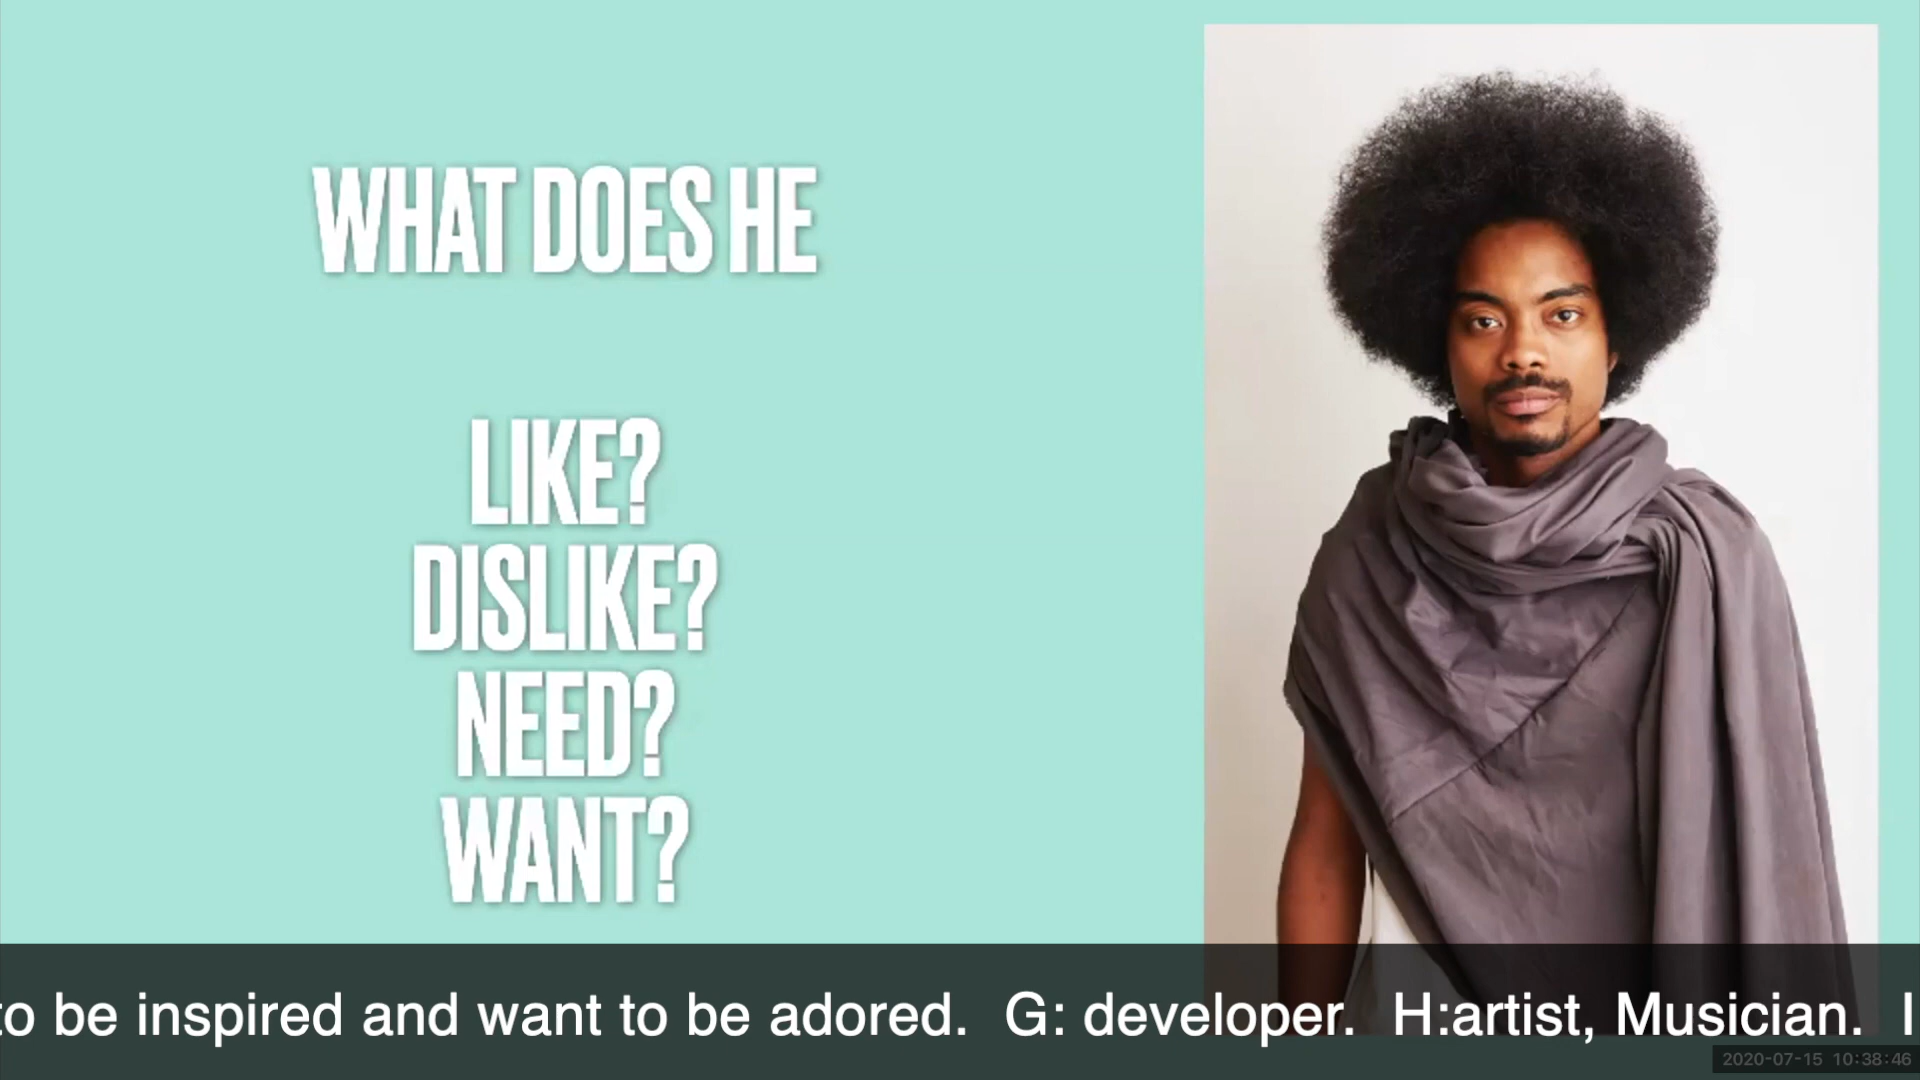 WHAT DOES HE
LIKE?
DISLIKE?
NEED?
WANT?
to be inspired and want to be adored.  G: developer.  H:artist, Musician.  I
2020-07-15 10:38:46